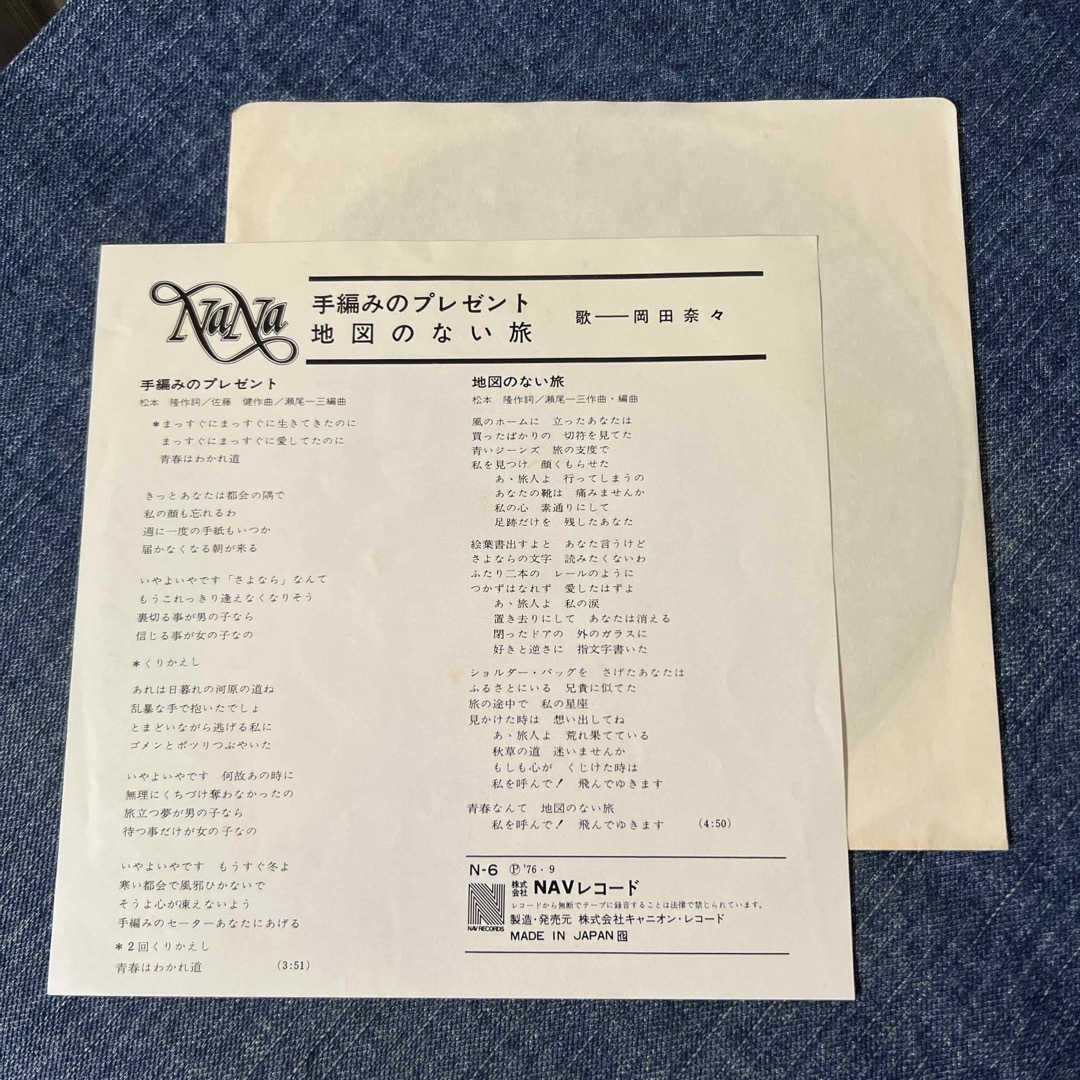 NaNa
手編みのプレゼント
地図のない旅
歌――岡田奈々
手編みのプレゼント
松本 隆作詞/佐藤 健作曲/瀬尾一三編曲
*まっすぐにまっすぐに生きてきたのに
まっすぐにまっすぐに愛してたのに
青春はわかれ道
きっとあなたは都会の隅で
私の顔も忘れるわ
週に一度の手紙もいつか
届かなくなる朝が来る
いやよいやです「さよなら」なんて
もうこれっきり逢えなくなりそう
裏切る事が男の子なら
信じる事が女の子なの
*くりかえし
あれは日暮れの河原の道ね
乱暴な手で抱いたでしょ
とまどいながら逃げる私に
ゴメンとポツリつぶやいた
いやよいやです 何故あの時に
無理にくちづけ奪わなかったの
旅立つ夢が男の子なら
待つ事だけが女の子なの
いやよいやです もうすぐ冬よ
寒い都会で風邪ひかないで
そうよ心が凍えないよう
手編みのセーターあなたにあげる
*2回くりかえし
青春はわかれ道 (3:51)
地図のない旅
松本 隆作詞/瀬尾一三作曲・編曲
風のホームに 立ったあなたは
買ったばかりの 切符を見てた
青いジーンズ 旅の支度で
私を見つけ 顔くもらせた
あゝ旅人よ 行ってしまうの
あなたの靴は 痛みませんか
私の心 素通りにして
足跡だけを 残したあなた
絵葉書出すよと あなた言うけど
さよならの文字 読みたくないわ
ふたり二本の レールのように
つかずはなれず 愛したはずよ
あゝ旅人よ 私の涙
置き去りにして あなたは消える
閉ったドアの 外のガラスに
好きと逆さに 指文字書いた
ショルダー・バッグを さげたあなたは
ふるさとにいる 兄貴に似てた
旅の途中で 私の星座
見かけた時は 想い出してね
あゝ旅人よ 荒れ果てている
秋草の道 迷いませんか
もしも心が くじけた時は
私を呼んで! 飛んでゆきます
青春なんて 地図のない旅
私を呼んで! 飛んでゆきます (4:50)
N-6 Ⓟ'76・9
株式会社 NAVレコード
NAV RECORDS
レコードから無断でテープに録音することは法律で禁じられています。
製造・発売元 株式会社キャニオン・レコード
MADE IN JAPAN